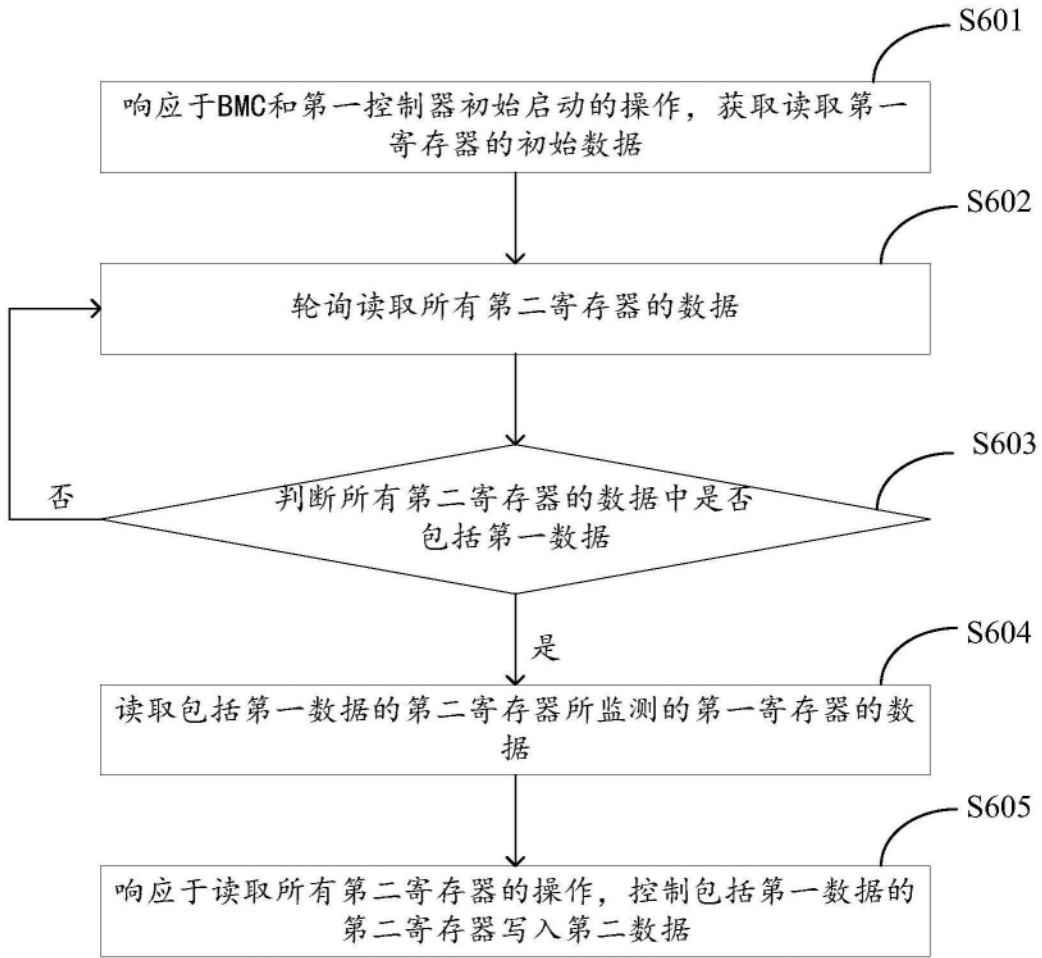 S601
响应于BMC和第一控制器初始启动的操作，获取读取第一
寄存器的初始数据
S602
轮询读取所有第二寄存器的数据
S603
判断所有第二寄存器的数据中是否
包括第一数据
否
是
S604
读取包括第一数据的第二寄存器所监测的第一寄存器的数
据
S605
响应于读取所有第二寄存器的操作，控制包括第一数据的
第二寄存器写入第二数据